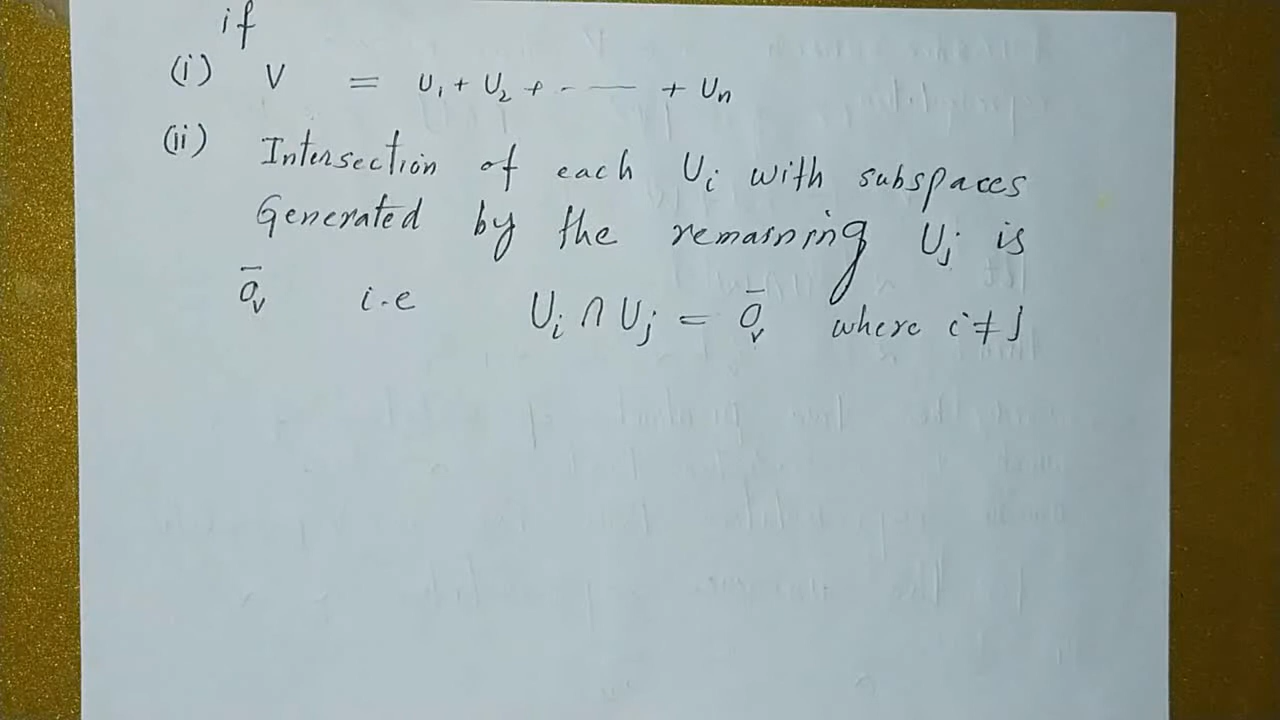 if
(i) V = U₁ + U₂ + - —— + Uₙ
(ii) Intersection of each Uᵢ with subspaces
Generated by the remaining Uⱼ is
0̅ᵥ i.e Uᵢ ∩ Uⱼ = 0̅ᵥ where i ≠ j